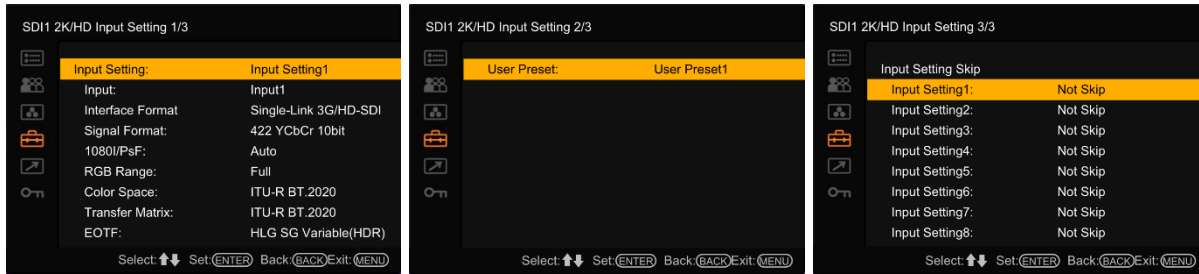 SDI1 2K/HD Input Setting 1/3
Input Setting: Input Setting1
Input: Input1
Interface Format Single-Link 3G/HD-SDI
Signal Format: 422 YCbCr 10bit
1080I/PsF: Auto
RGB Range: Full
Color Space: ITU-R BT.2020
Transfer Matrix: ITU-R BT.2020
EOTF: HLG SG Variable(HDR)
Select:⬆⬇ Set:ENTER Back:BACK Exit:MENU
SDI1 2K/HD Input Setting 2/3
User Preset: User Preset1
Select:⬆⬇ Set:ENTER Back:BACK Exit:MENU
SDI1 2K/HD Input Setting 3/3
Input Setting Skip
Input Setting1: Not Skip
Input Setting2: Not Skip
Input Setting3: Not Skip
Input Setting4: Not Skip
Input Setting5: Not Skip
Input Setting6: Not Skip
Input Setting7: Not Skip
Input Setting8: Not Skip
Select:⬆⬇ Set:ENTER Back:BACK Exit:MENU